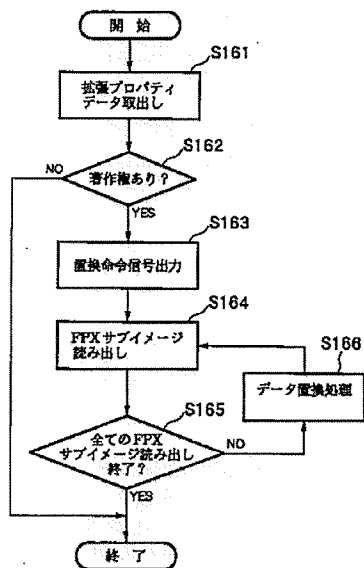 開 始
S161
拡張プロパティ
データ取出し
S162
NO
著作権あり？
YES
S163
置換命令信号出力
S164
FPXサブイメージ
読み出し
S166
データ置換処理
S165
全てのFPX
サブイメージ読み出し
終了？
NO
YES
終 了